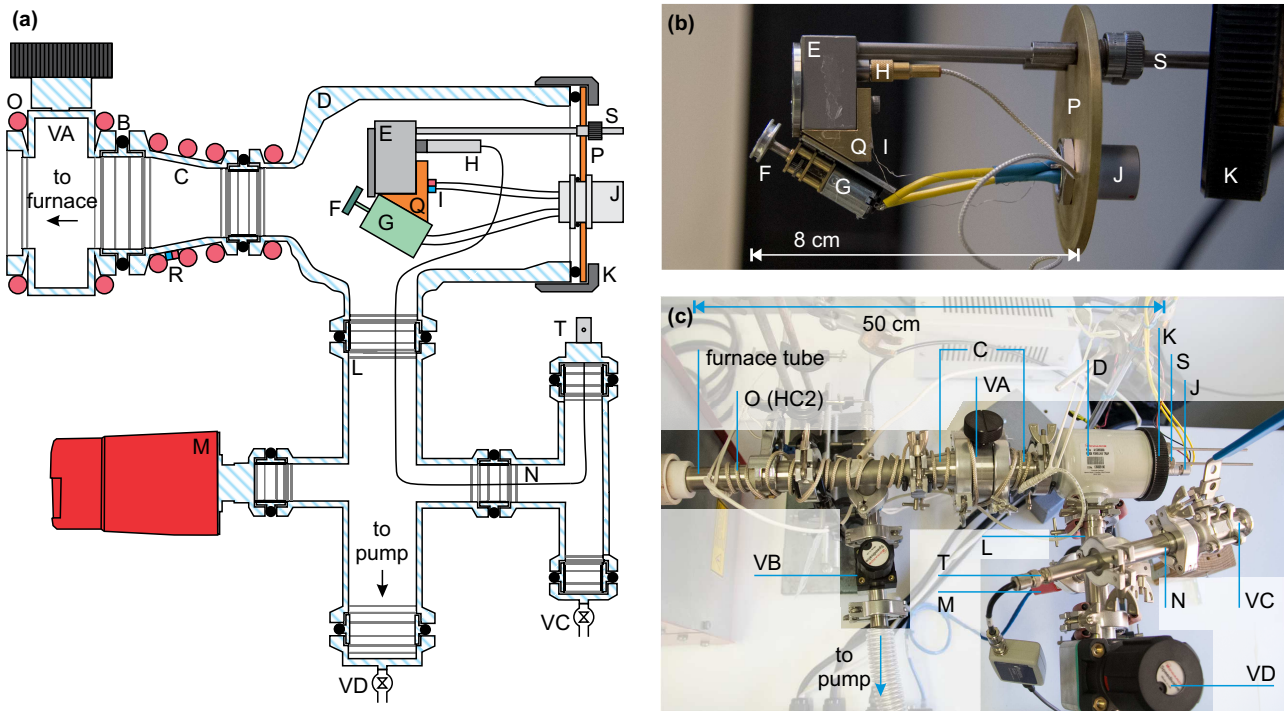 (a)
O
VA
B
C
D
E
S
P
H
to
furnace
I
J
F
G
Q
R
K
L
T
M
N
to
pump
VC
VD
(b)
E
H
S
P
Q
I
F
G
J
K
8 cm
(c)
50 cm
K
furnace tube
C
D
S
VA
J
O (HC2)
L
VB
T
M
N
VC
to
pump
VD